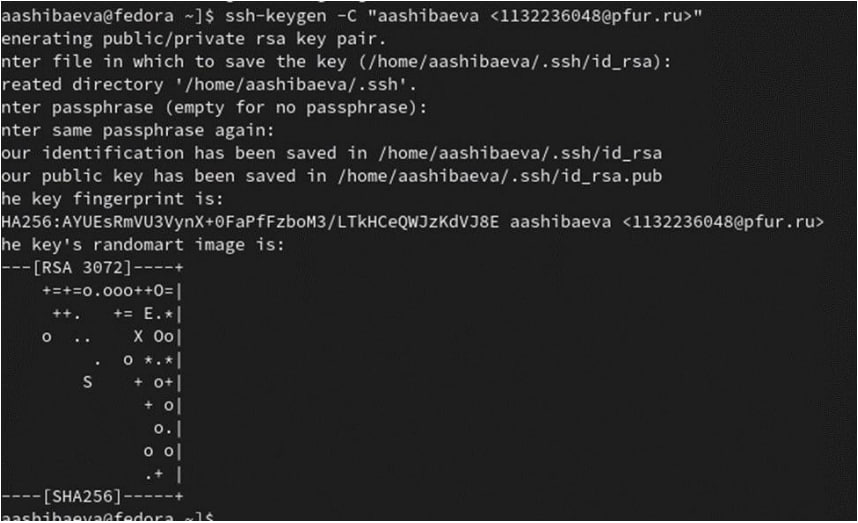 aashibaeva@fedora ~]$ ssh-keygen -C "aashibaeva <1132236048@pfur.ru>"
enerating public/private rsa key pair.
nter file in which to save the key (/home/aashibaeva/.ssh/id_rsa):
reated directory '/home/aashibaeva/.ssh'.
nter passphrase (empty for no passphrase):
nter same passphrase again:
our identification has been saved in /home/aashibaeva/.ssh/id_rsa
our public key has been saved in /home/aashibaeva/.ssh/id_rsa.pub
he key fingerprint is:
HA256:AYUEsRmVU3VynX+0FaPfFzboM3/LTkHCeQWJzKdVJ8E aashibaeva <1132236048@pfur.ru>
he key's randomart image is:
---[RSA 3072]----+
    +=+=o.ooo++O=|
     ++.   += E.*|
    o  ..    X Oo|
         .  o *.*|
        S    + o+|
              + o|
               o.|
              o o|
              .+ |
----[SHA256]-----+
aashibaeva@fedora ~]$